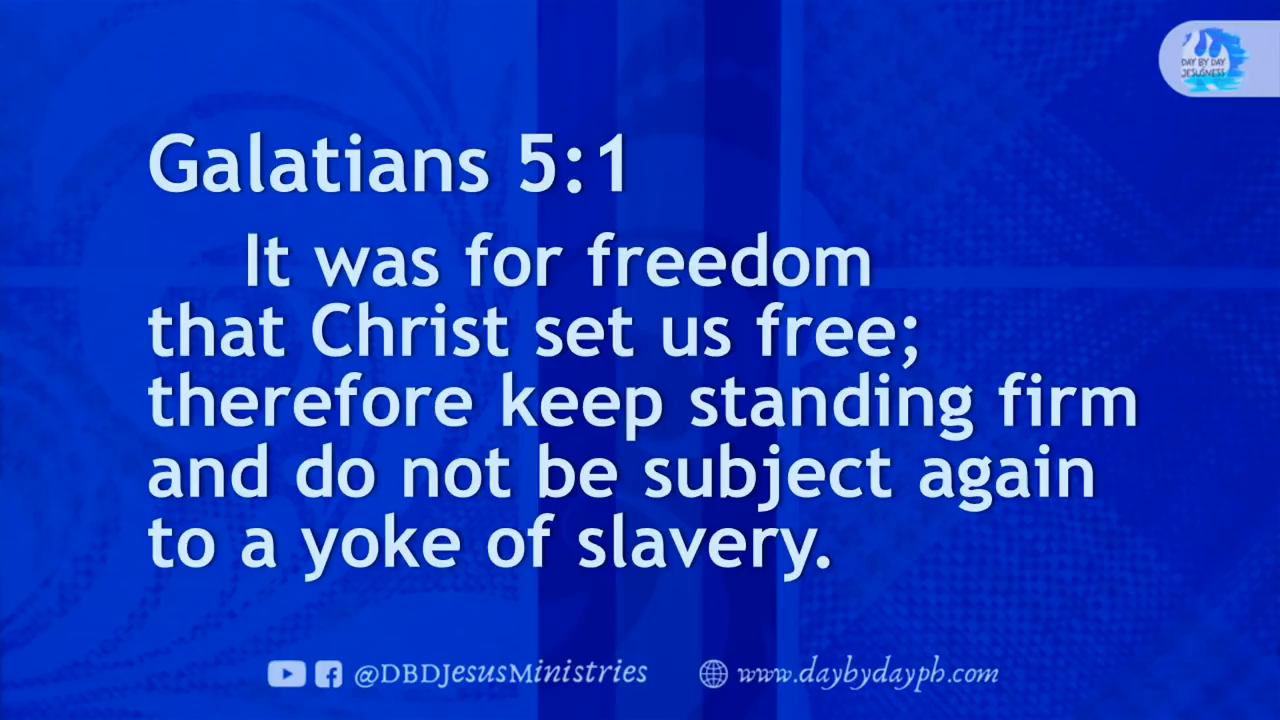 DAY BY DAY
JESUSNESS
Galatians 5:1
It was for freedom
that Christ set us free;
therefore keep standing firm
and do not be subject again
to a yoke of slavery.
@DBDJesusMinistries www.daybydayph.com